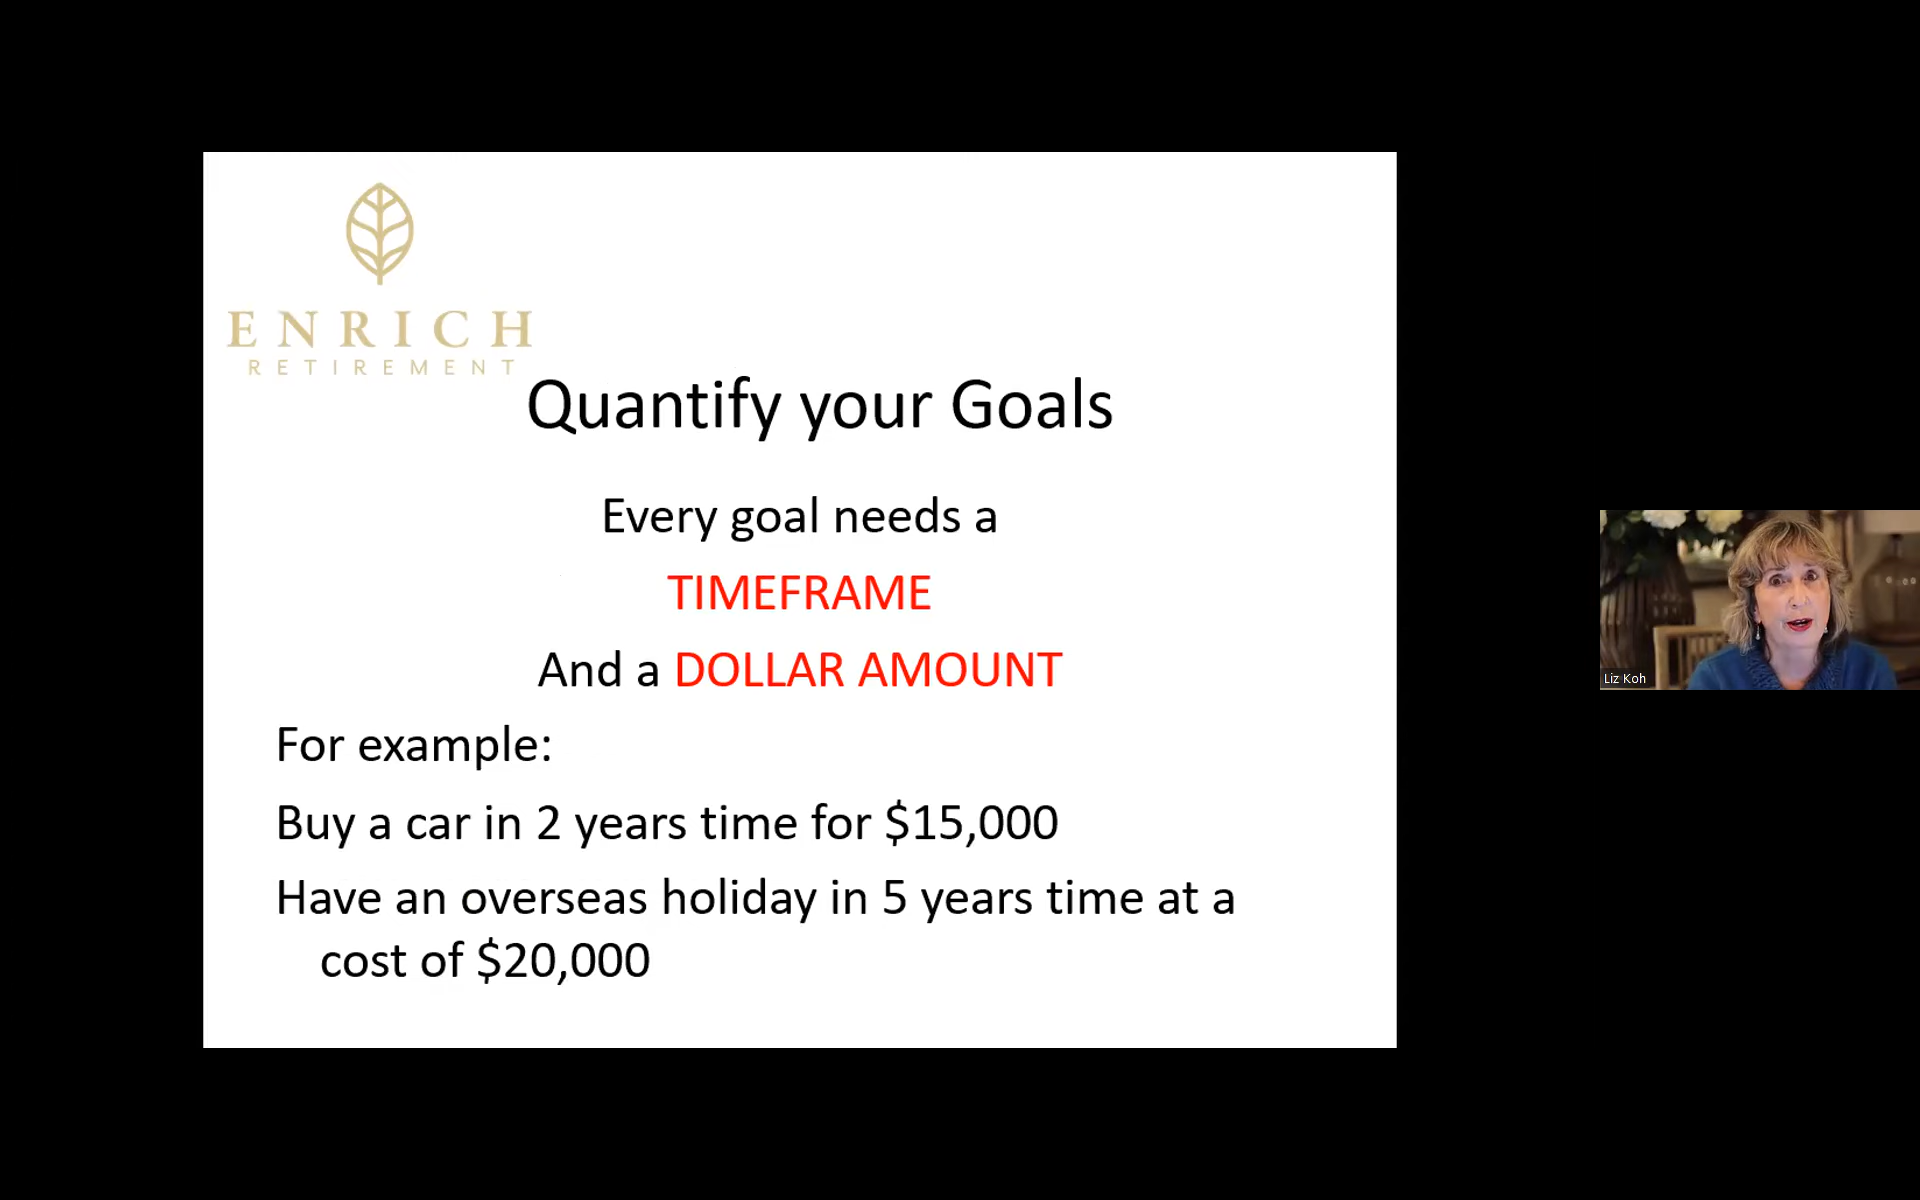 ENRICH
RETIREMENT
Quantify your Goals
Every goal needs a
TIMEFRAME
And a DOLLAR AMOUNT
For example:
Buy a car in 2 years time for $15,000
Have an overseas holiday in 5 years time at a
cost of $20,000
Liz Koh